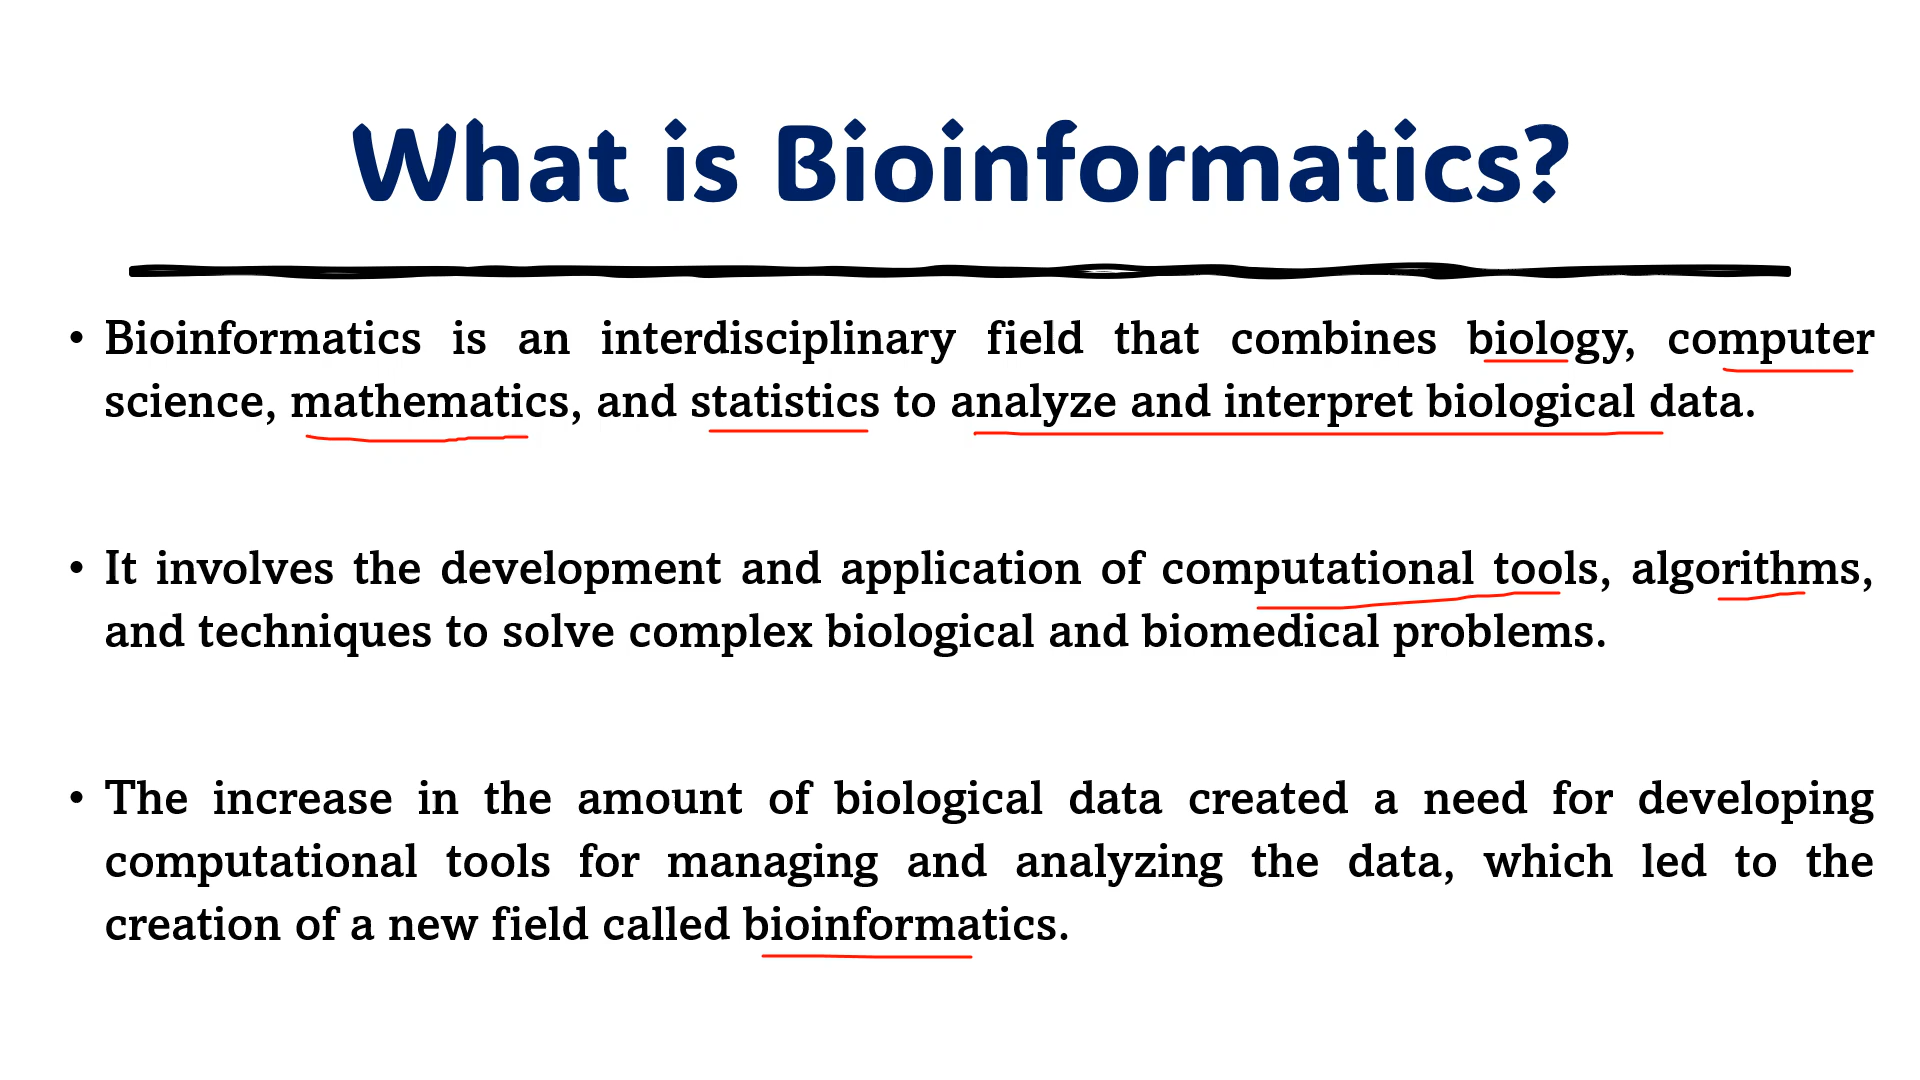 What is Bioinformatics?
• Bioinformatics is an interdisciplinary field that combines biology, computer
science, mathematics, and statistics to analyze and interpret biological data.
• It involves the development and application of computational tools, algorithms,
and techniques to solve complex biological and biomedical problems.
• The increase in the amount of biological data created a need for developing
computational tools for managing and analyzing the data, which led to the
creation of a new field called bioinformatics.